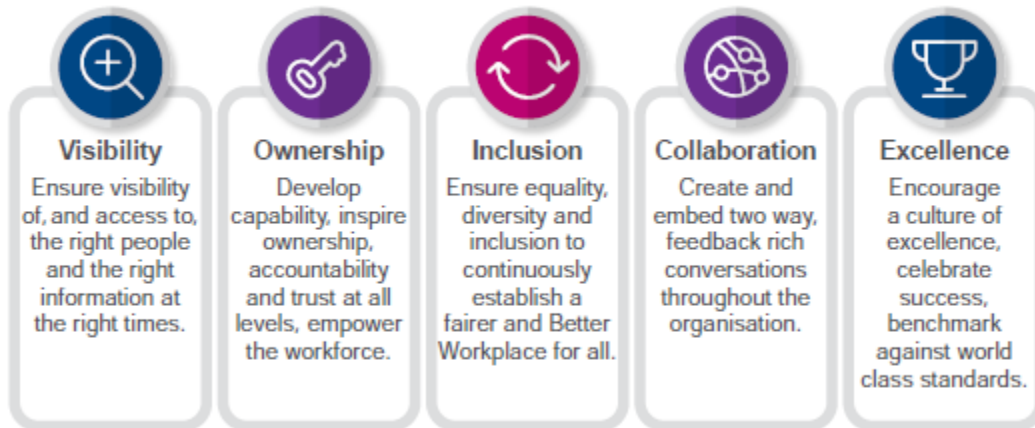 Visibility
Ensure visibility
of, and access to,
the right people
and the right
information at
the right times.
Ownership
Develop
capability, inspire
ownership,
accountability
and trust at all
levels, empower
the workforce.
Inclusion
Ensure equality,
diversity and
inclusion to
continuously
establish a
fairer and Better
Workplace for all.
Collaboration
Create and
embed two way,
feedback rich
conversations
throughout the
organisation.
Excellence
Encourage
a culture of
excellence,
celebrate
success,
benchmark
against world
class standards.